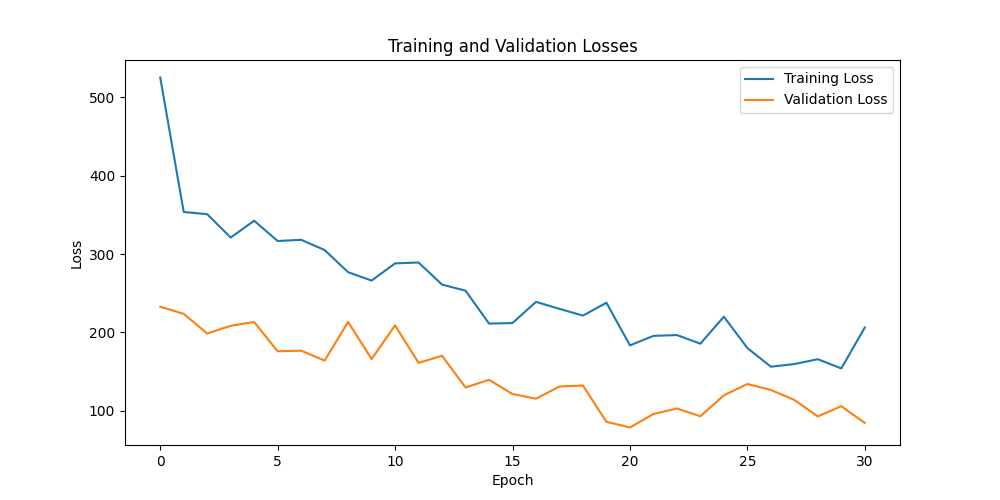 Training and Validation Losses
Training Loss
Validation Loss
Loss
500
400
300
200
100
0 5 10 15 20 25 30
Epoch